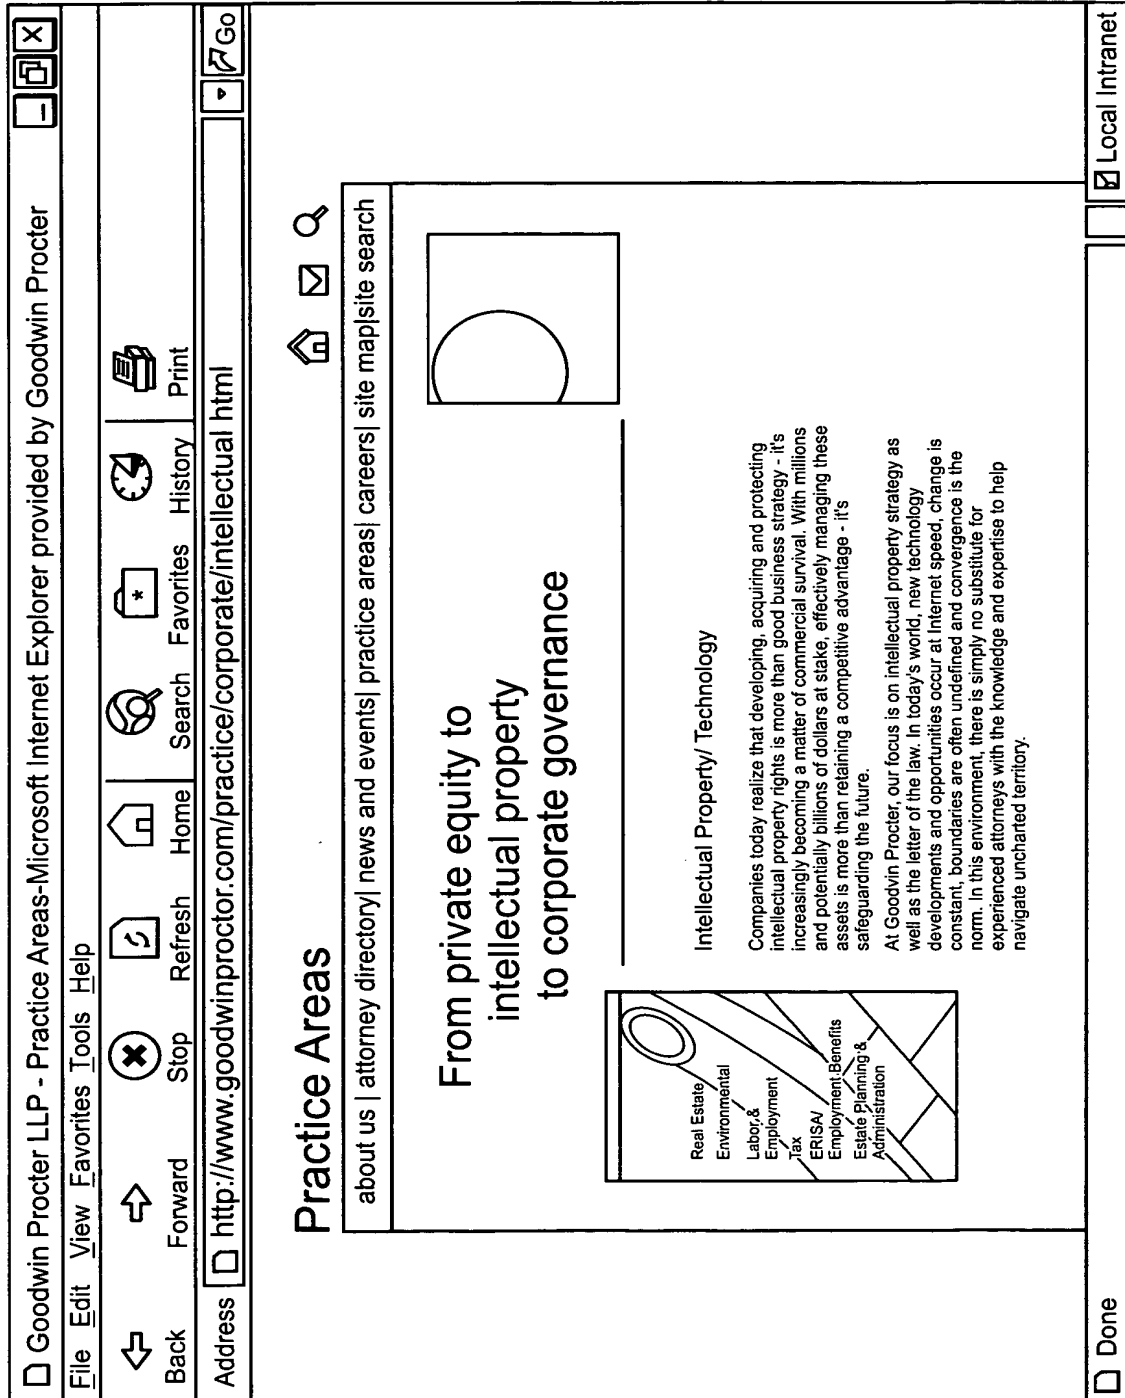 Goodwin Procter LLP - Practice Areas-Microsoft Internet Explorer provided by Goodwin Procter
File Edit View Favorites Tools Help
Back Forward Stop Refresh Home Search Favorites History Print
Address http://www.goodwinproctor.com/practice/corporate/intellectual html Go
Practice Areas
about us | attorney directory| news and events| practice areas| careers| site map|site search
From private equity to
intellectual property
to corporate governance
Real Estate
Environmental
Labor,&
Employment
Tax
ERISA/
Employment Benefits
Estate Planning &
Administration
Intellectual Property/ Technology
Companies today realize that developing, acquiring and protecting
intellectual property rights is more than good business strategy - it's
increasingly becoming a matter of commercial survival. With millions
and potentially billions of dollars at stake, effectively managing these
assets is more than retaining a competitive advantage - it's
safeguarding the future.
At Goodvin Procter, our focus is on intellectual property strategy as
well as the letter of the law. In today's world, new technology
developments and opportunities occur at Internet speed, change is
constant, boundaries are often undefined and convergence is the
norm. In this environment, there is simply no substitute for
experienced attorneys with the knowledge and expertise to help
navigate uncharted territory.
Done Local Intranet